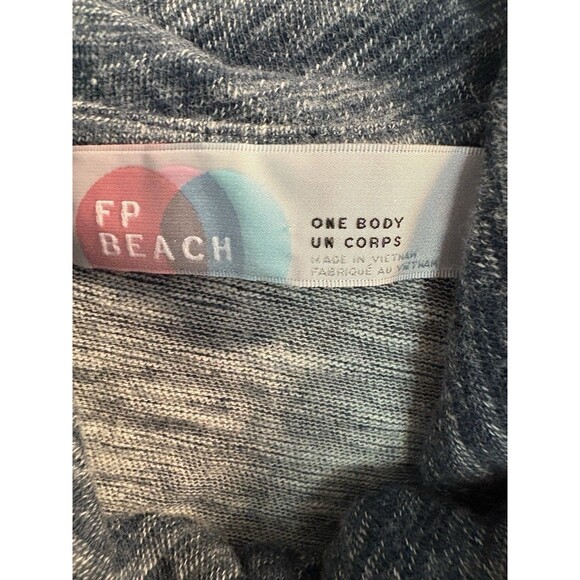 FP
BEACH
ONE BODY
UN CORPS
MADE IN VIETNAM
FABRIQUÉ AU VIETNAM